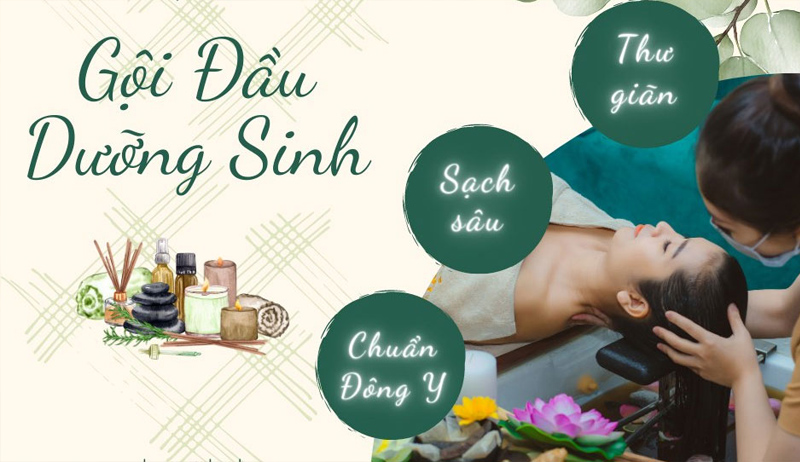 Gội Đầu
Dưỡng Sinh
Thư
giãn
Sạch
sâu
Chuẩn
Đông Y